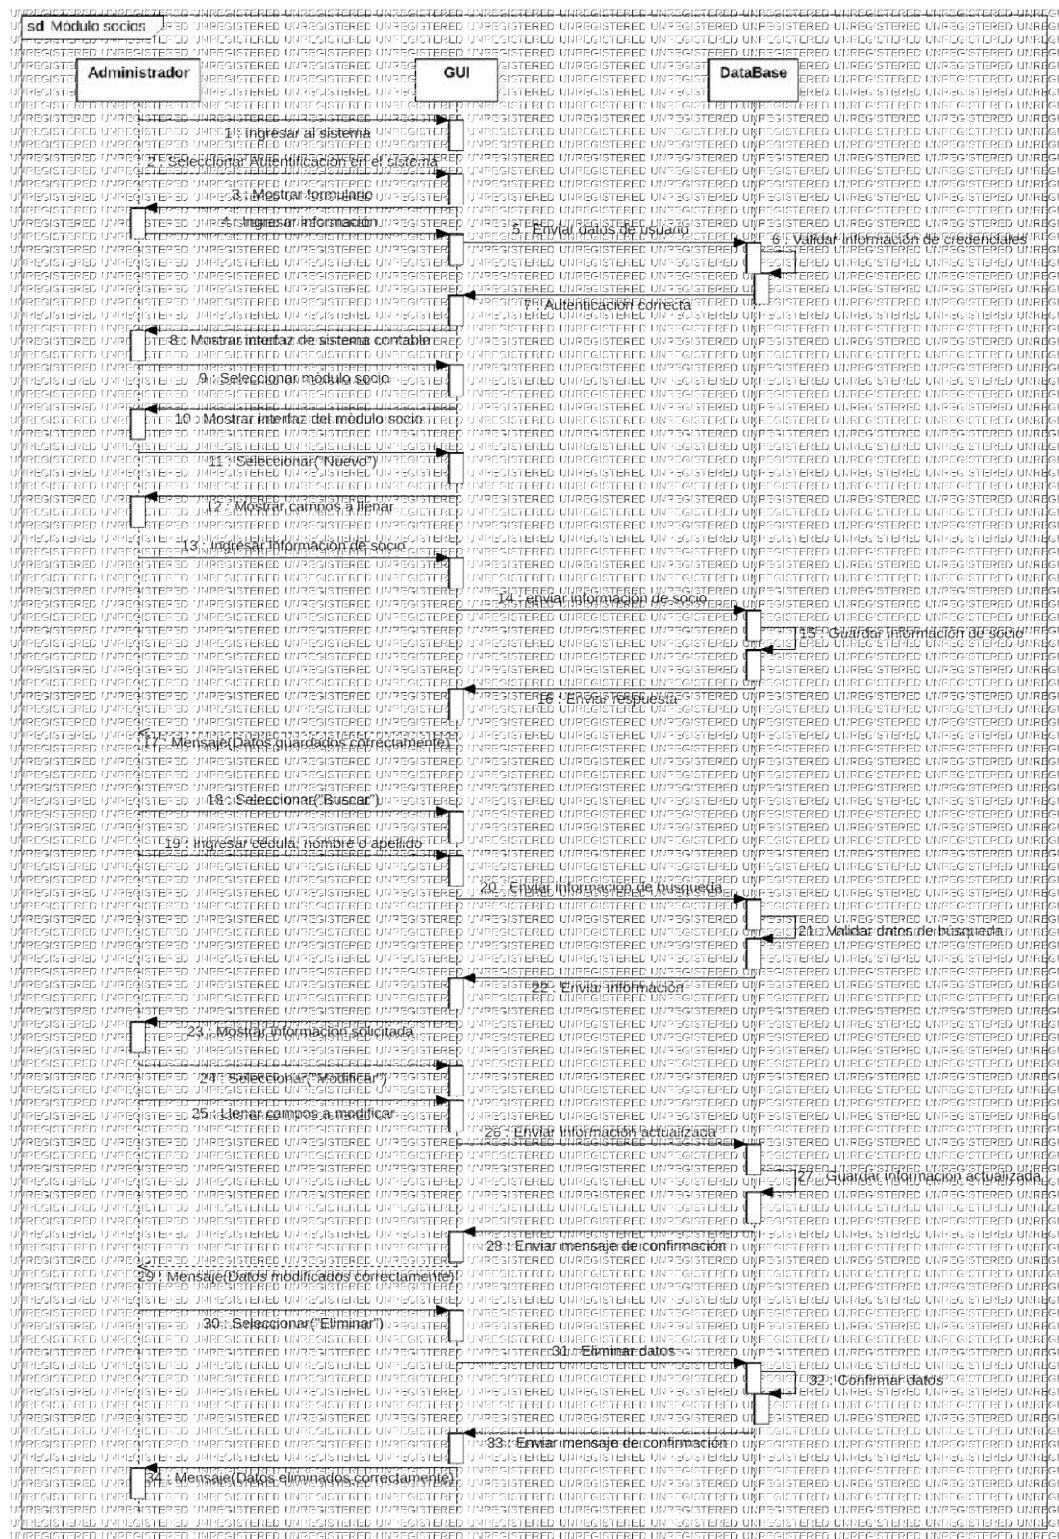 sd Módulo socios
Administrador
GUI
DataBase
1 : Ingresar al sistema
2 : Seleccionar Autentificación en el sistema
3 : Mostrar formulario
4 : Ingresar información
5 : Enviar datos de usuario
6 : Validar información de credenciales
7 : Autenticación correcta
8 : Mostrar interfaz de sistema contable
9 : Seleccionar módulo socio
10 : Mostrar interfaz del módulo socio
11 : Seleccionar("Nuevo")
12 : Mostrar campos a llenar
13 : Ingresar información de socio
14 : enviar información de socio
15 : Guardar información de socio
16 : Enviar respuesta
17 : Mensaje(Datos guardados correctamente)
18 : Seleccionar("Buscar")
19 : Ingresar cédula, nombre o apellido
20 : Enviar información de busqueda
21 : Validar datos de búsqueda
22 : Enviar información
23 : Mostrar información solicitada
24 : Seleccionar("Modificar")
25 : Llenar campos a modificar
26 : Enviar información actualizada
27 : Guardar información actualizada
28 : Enviar mensaje de confirmación
29 : Mensaje(Datos modificados correctamente)
30 : Seleccionar("Eliminar")
31 : Eliminar datos
32 : Confirmar datos
33 : Enviar mensaje de confirmación
34 : Mensaje(Datos eliminados correctamente)